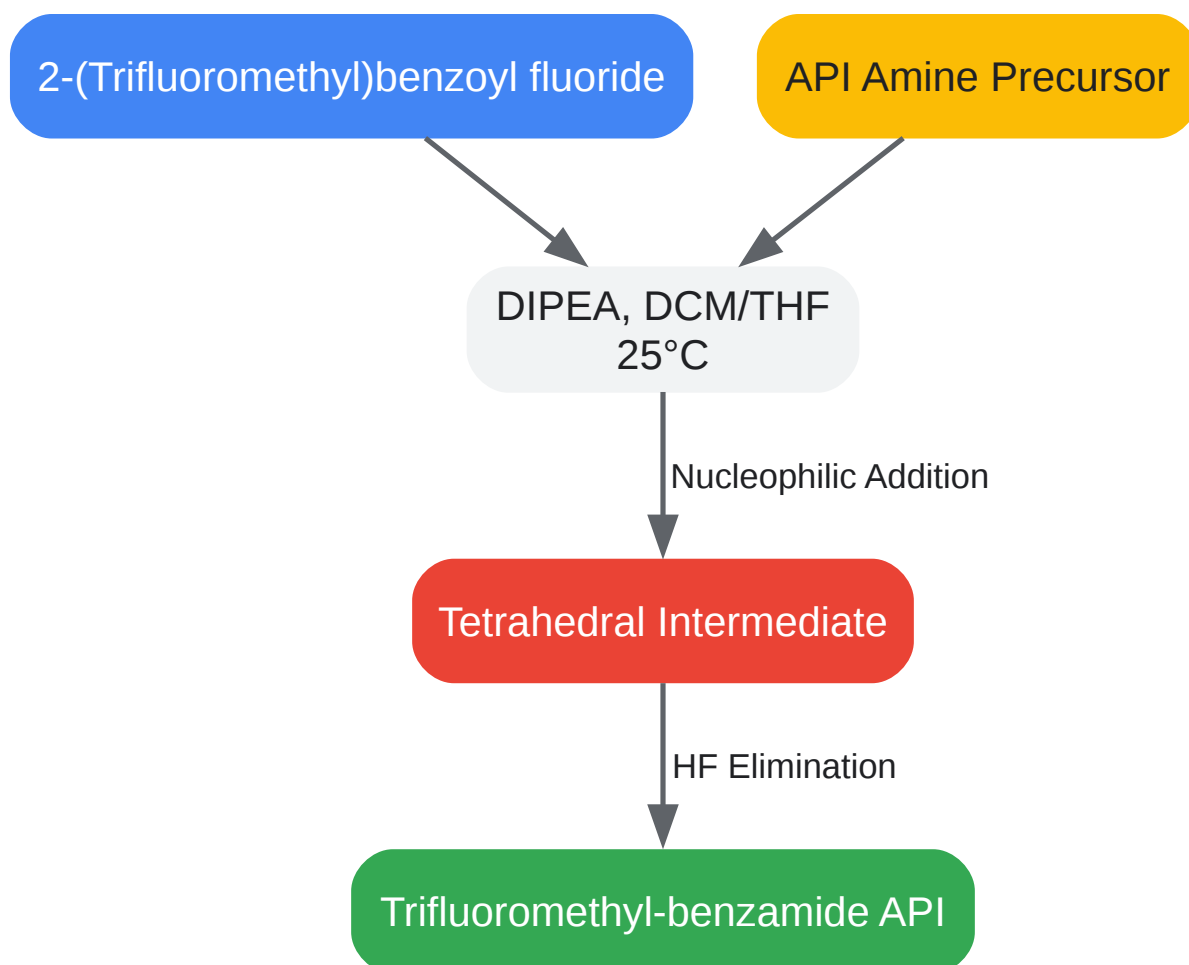 2-(Trifluoromethyl)benzoyl fluoride
API Amine Precursor
DIPEA, DCM/THF
25°C
Nucleophilic Addition
Tetrahedral Intermediate
HF Elimination
Trifluoromethyl-benzamide API